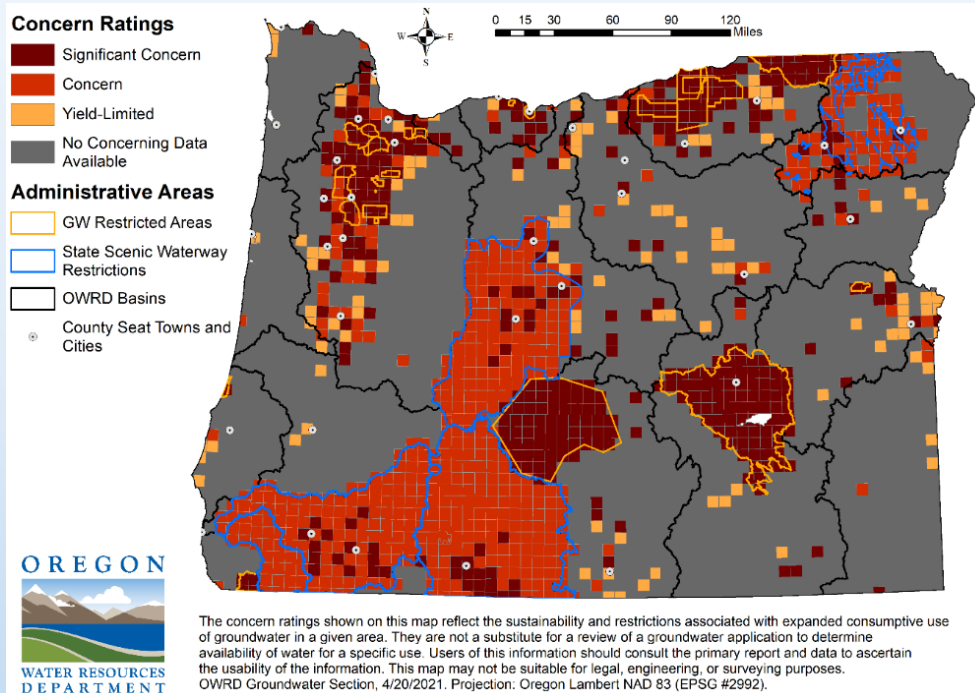 Concern Ratings
Significant Concern
Concern
Yield-Limited
No Concerning Data
Available
Administrative Areas
GW Restricted Areas
State Scenic Waterway
Restrictions
OWRD Basins
County Seat Towns and
Cities
N
W E
S
0 15 30 60 90 120
Miles
OREGON
WATER RESOURCES
DEPARTMENT
The concern ratings shown on this map reflect the sustainability and restrictions associated with expanded consumptive use
of groundwater in a given area. They are not a substitute for a review of a groundwater application to determine
availability of water for a specific use. Users of this information should consult the primary report and data to ascertain
the usability of the information. This map may not be suitable for legal, engineering, or surveying purposes.
OWRD Groundwater Section, 4/20/2021. Projection: Oregon Lambert NAD 83 (EPSG #2992).